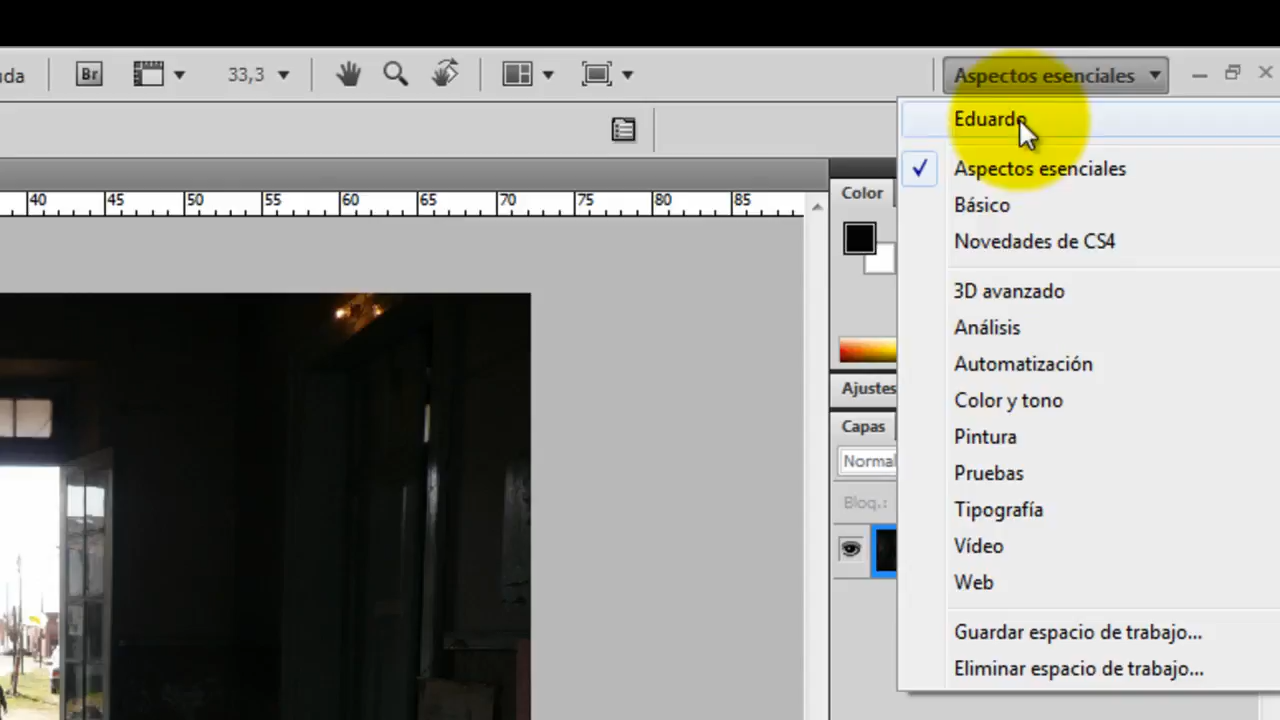 uda Br 33,3 Aspectos esenciales
Eduardo
Aspectos esenciales
Básico
Novedades de CS4
3D avanzado
Análisis
Automatización
Color y tono
Pintura
Pruebas
Tipografía
Vídeo
Web
Guardar espacio de trabajo...
Eliminar espacio de trabajo...
40 45 50 55 60 65 70 75 80 85
Color
Ajustes
Capas
Normal
Bloq.: